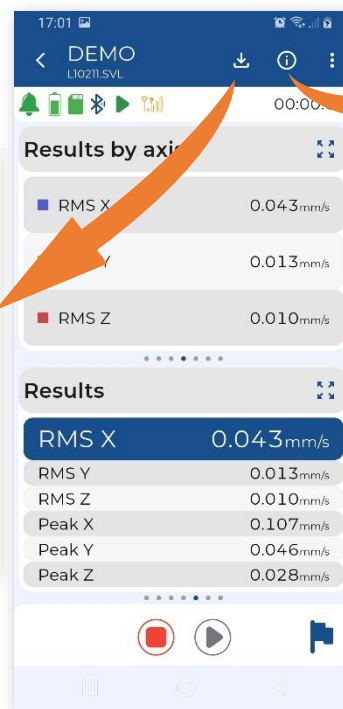 17:01
DEMO
L10211.SVL
00:00:
Results by axis
RMS X 0.043mm/s
Y 0.013mm/s
RMS Z 0.010mm/s
Results
RMS X 0.043mm/s
RMS Y 0.013mm/s
RMS Z 0.010mm/s
Peak X 0.107mm/s
Peak Y 0.046mm/s
Peak Z 0.028mm/s